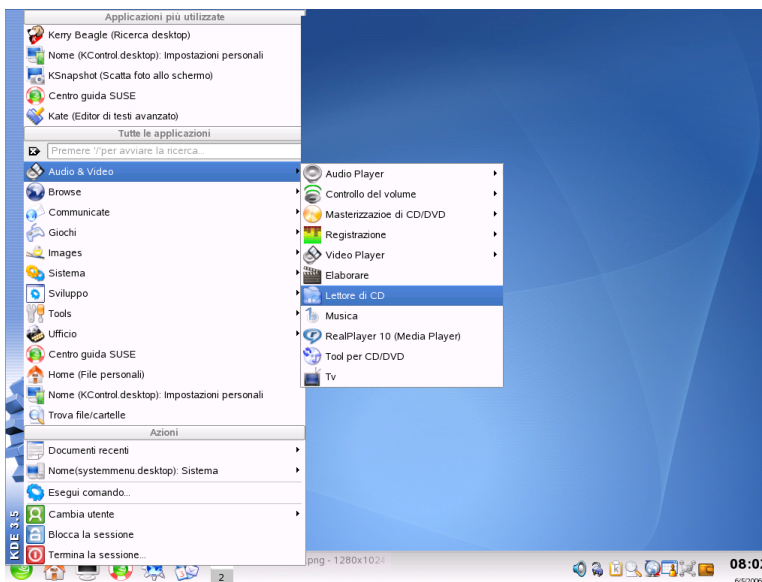 Applicazioni più utilizzate
Kerry Beagle (Ricerca desktop)
Nome (KControl.desktop): Impostazioni personali
KSnapshot (Scatta foto allo schermo)
Centro guida SUSE
Kate (Editor di testi avanzato)
Tutte le applicazioni
Premere '/'per avviare la ricerca...
Audio & Video
Browse
Communicate
Giochi
Images
Sistema
Sviluppo
Tools
Ufficio
Centro guida SUSE
Home (File personali)
Nome (KControl.desktop): Impostazioni personali
Trova file/cartelle
Azioni
Documenti recenti
Nome(systemmenu.desktop): Sistema
Esegui comando...
Cambia utente
Blocca la sessione
Termina la sessione...
KDE 3.5
Audio Player
Controllo del volume
Masterizzazioe di CD/DVD
Registrazione
Video Player
Elaborare
Lettore di CD
Musica
RealPlayer 10 (Media Player)
Tool per CD/DVD
Tv
2
png - 1280x1024
08:0